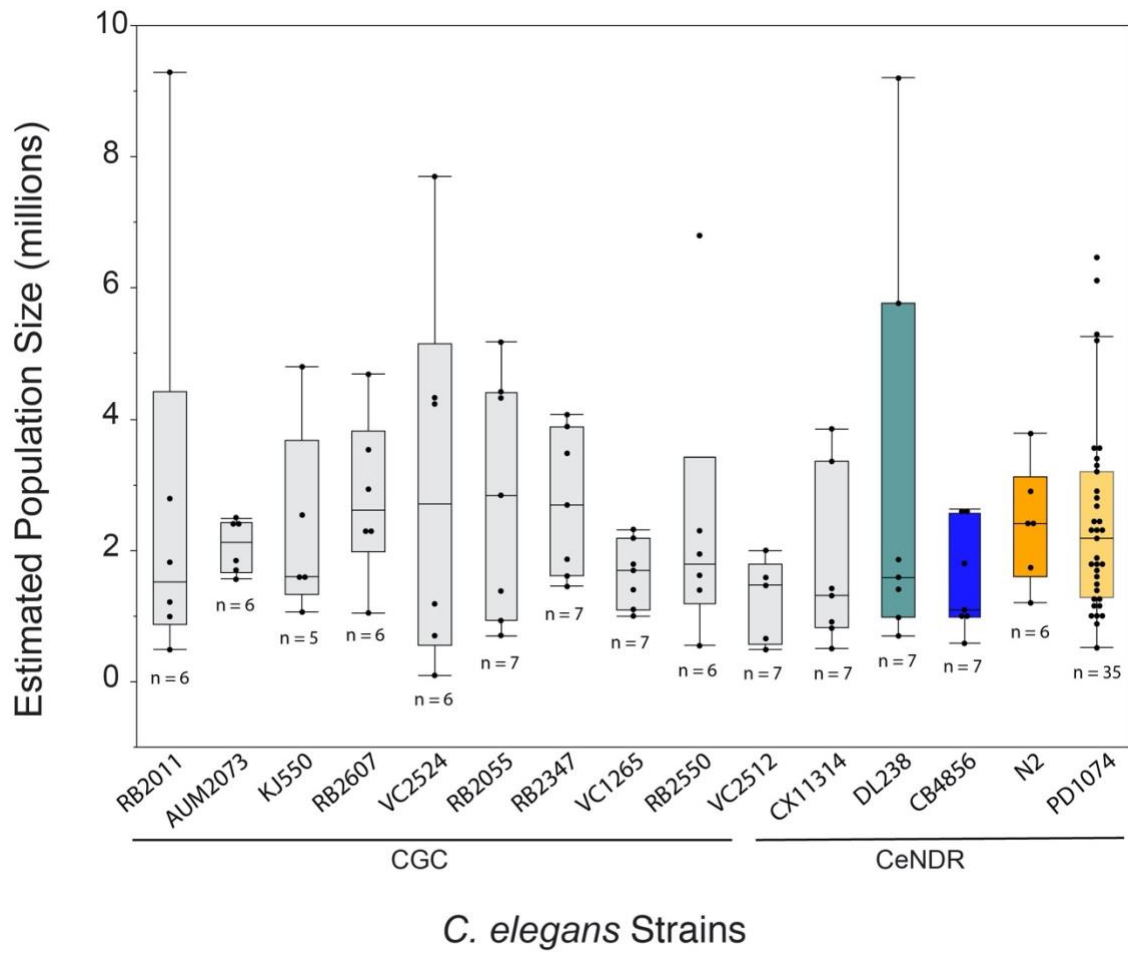 Estimated Population Size (millions)
10
8
6
4
2
0
n = 6
n = 6
n = 5
n = 6
n = 6
n = 7
n = 7
n = 7
n = 6
n = 7
n = 7
n = 7
n = 7
n = 6
n = 35
RB2011
AUM2073
KJ550
RB2607
VC2524
RB2055
RB2347
VC1265
RB2550
VC2512
CX11314
DL238
CB4856
N2
PD1074
CGC
CeNDR
C. elegans Strains